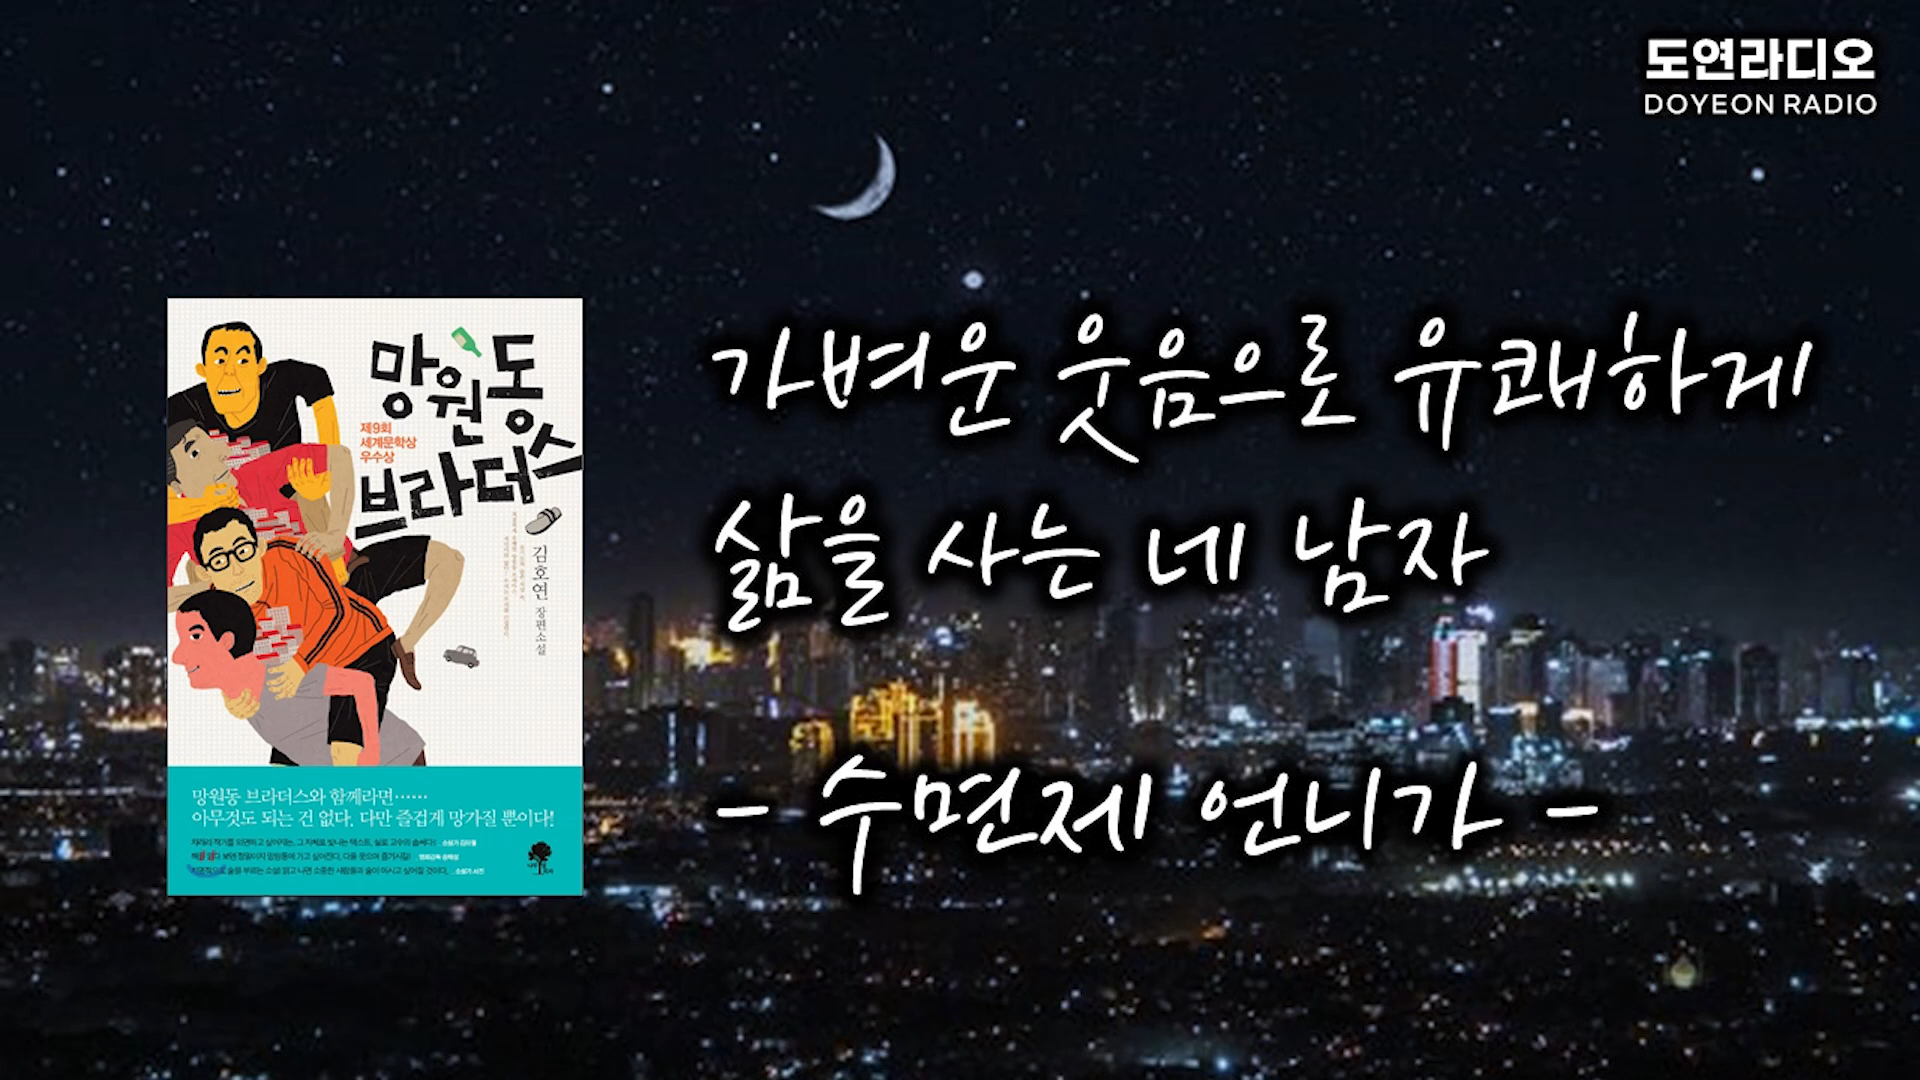 도연라디오
DOYEON RADIO
가벼운 웃음으로 유쾌하게
삶을 사는 네 남자
- 수면제 언니가 -
망원동
브라더스
제9회
세계문학상
우수상
김호연 장편소설
망원동 브라더스와 함께라면……
아무것도 되는 건 없다. 다만 즐겁게 망가질 뿐이다!